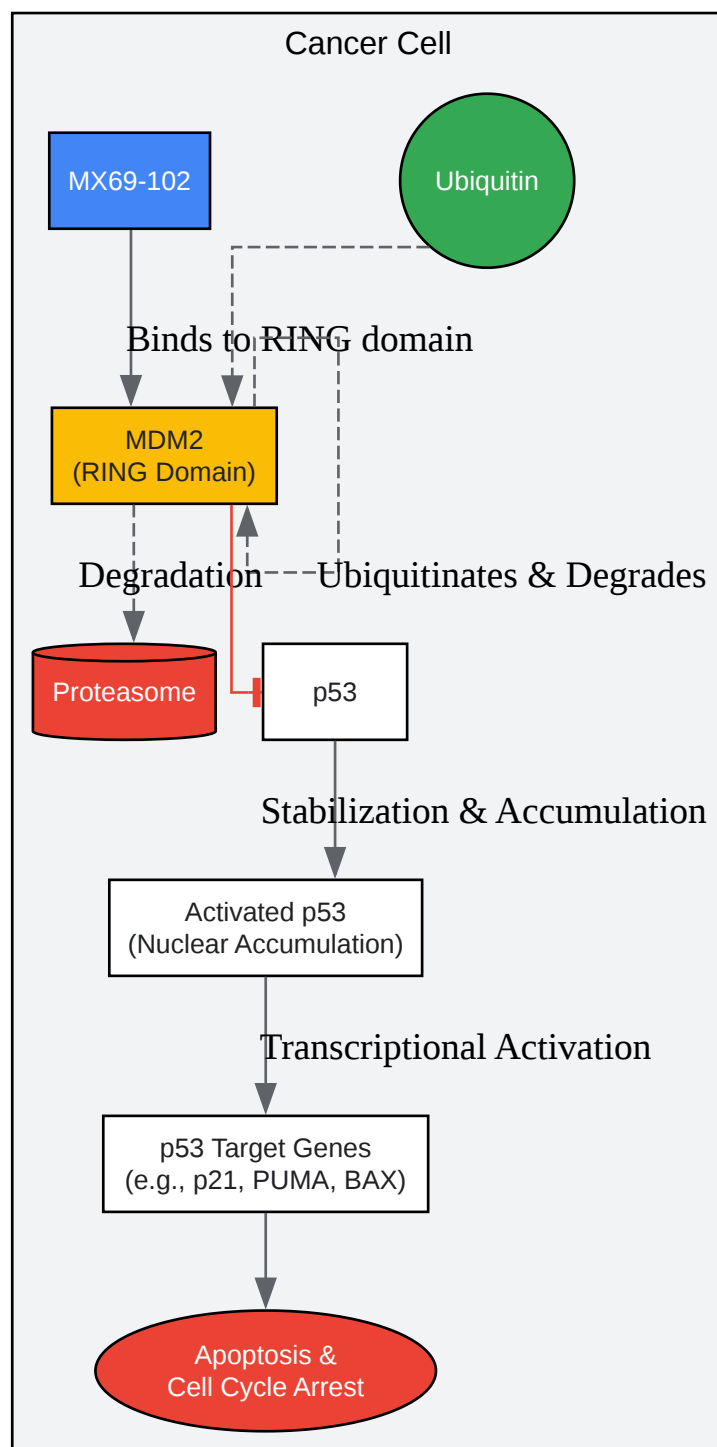 Cancer Cell
MX69-102
Ubiquitin
Binds to RING domain
MDM2
(RING Domain)
Degradation
Ubiquitinates & Degrades
Proteasome
p53
Stabilization & Accumulation
Activated p53
(Nuclear Accumulation)
Transcriptional Activation
p53 Target Genes
(e.g., p21, PUMA, BAX)
Apoptosis &
Cell Cycle Arrest